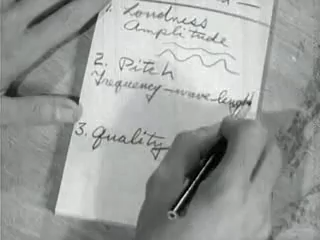 1. Loudness
Amplitude
2. Pitch
frequency - wave-length
3. Quality